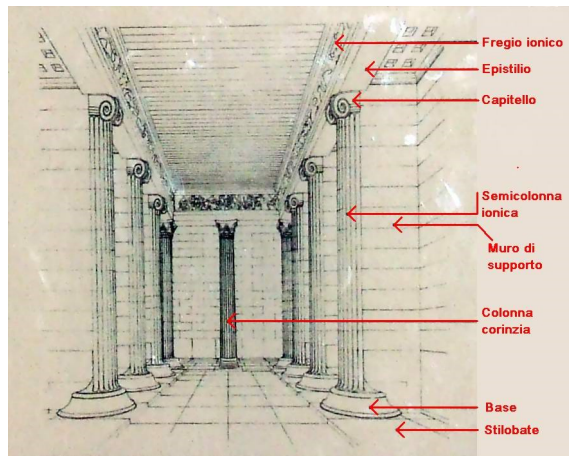 Fregio ionico
Epistilio
Capitello
Semicolonna
ionica
Muro di
supporto
Colonna
corinzia
Base
Stilobate